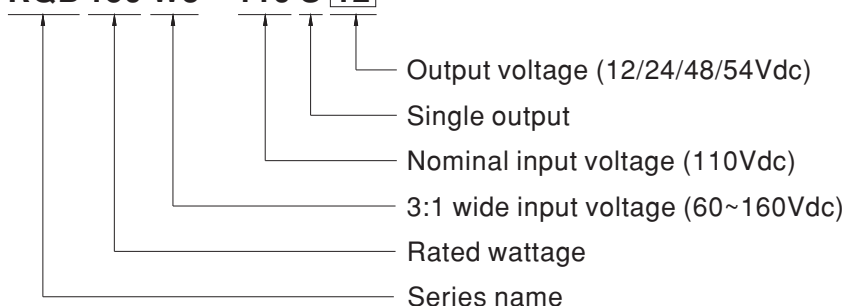 Output voltage (12/24/48/54Vdc)
Single output
Nominal input voltage (110Vdc)
3:1 wide input voltage (60~160Vdc)
Rated wattage
Series name